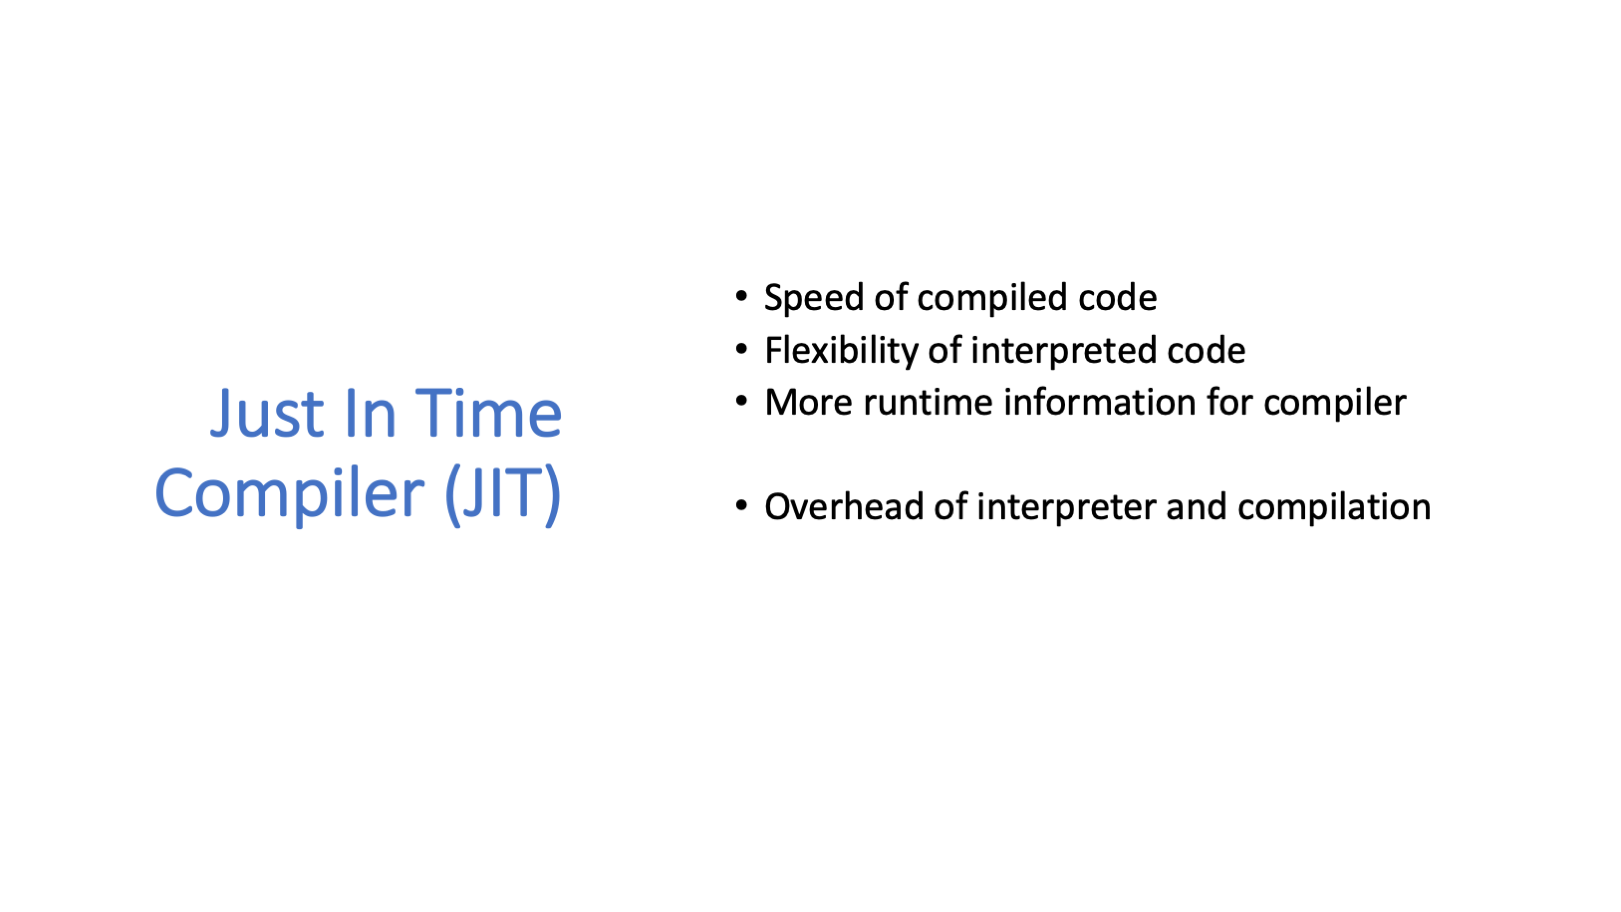 Just In Time
Compiler (JIT)
• Speed of compiled code
• Flexibility of interpreted code
• More runtime information for compiler
• Overhead of interpreter and compilation